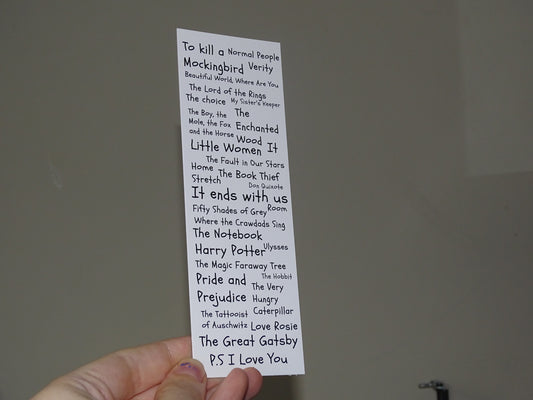 To kill a Normal People
Mockingbird Verity
Beautiful World, Where Are You
The Lord of the Rings
The choice My Sister's Keeper
The Boy, the The
Mole, the Fox Enchanted
and the Horse Wood
Little Women It
The Fault in Our Stars
Home The Book Thief
Stretch Don Quixote
It ends with us
Fifty Shades of Grey Room
Where the Crawdads Sing
The Notebook
Harry Potter Ulysses
The Magic Faraway Tree
Pride and The Hobbit
The Very
Prejudice Hungry
The Tattooist Caterpillar
of Auschwitz Love Rosie
The Great Gatsby
P.S I Love You